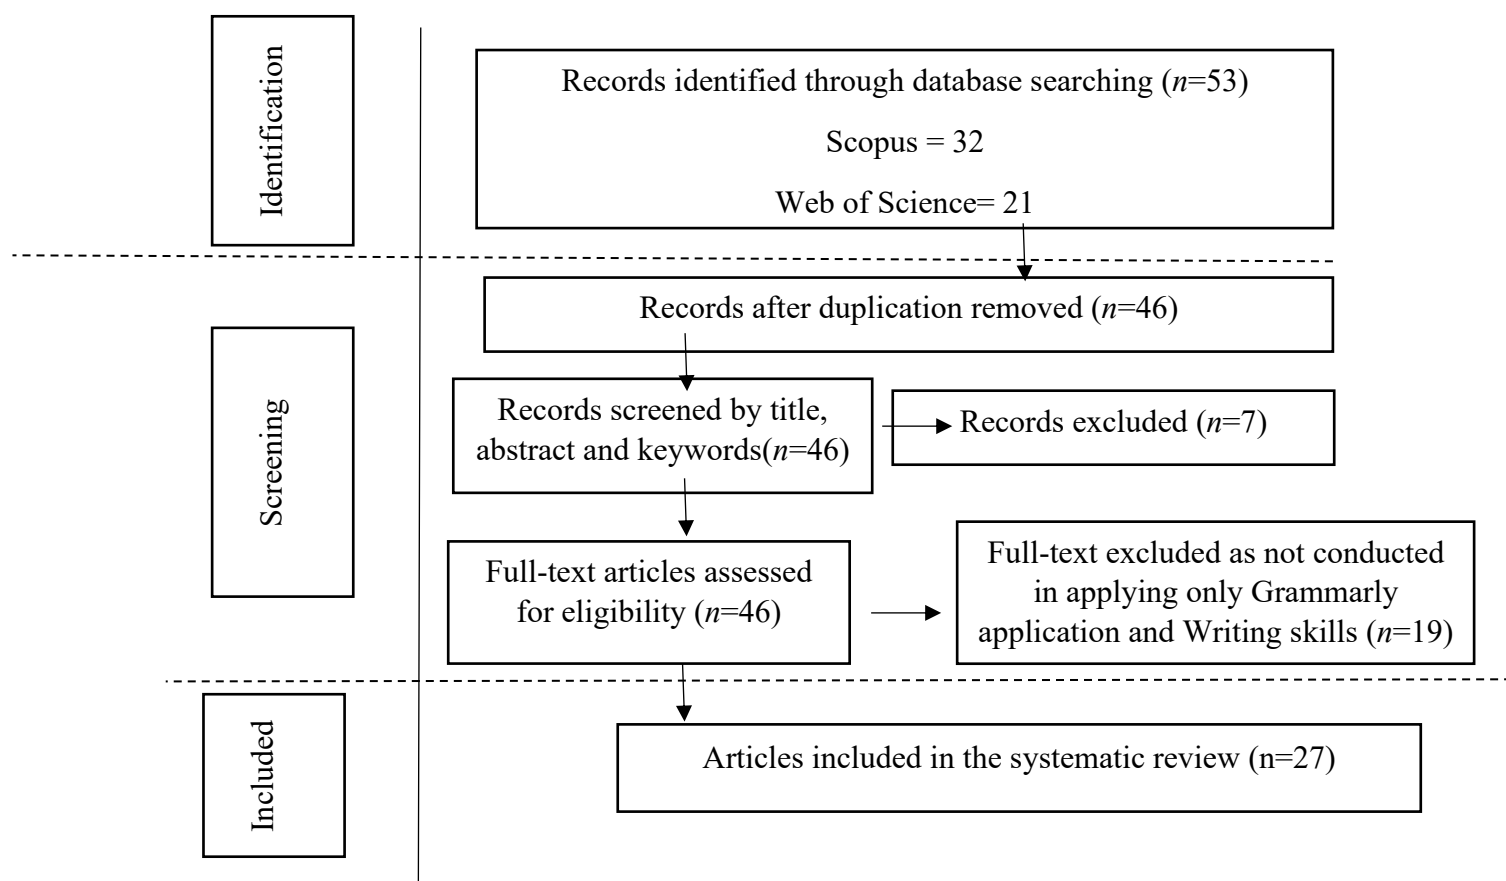 Identification
Records identified through database searching (n=53)
Scopus = 32
Web of Science= 21
Records after duplication removed (n=46)
Screening
Records screened by title,
abstract and keywords(n=46)
Records excluded (n=7)
Full-text articles assessed
for eligibility (n=46)
Full-text excluded as not conducted
in applying only Grammarly
application and Writing skills (n=19)
Included
Articles included in the systematic review (n=27)